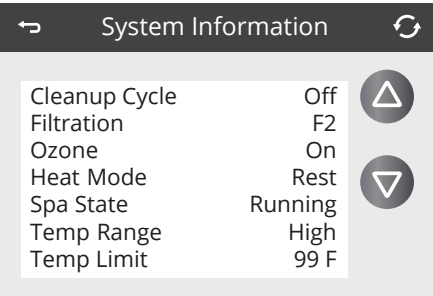 System Information
Cleanup Cycle Off
Filtration F2
Ozone On
Heat Mode Rest
Spa State Running
Temp Range High
Temp Limit 99 F